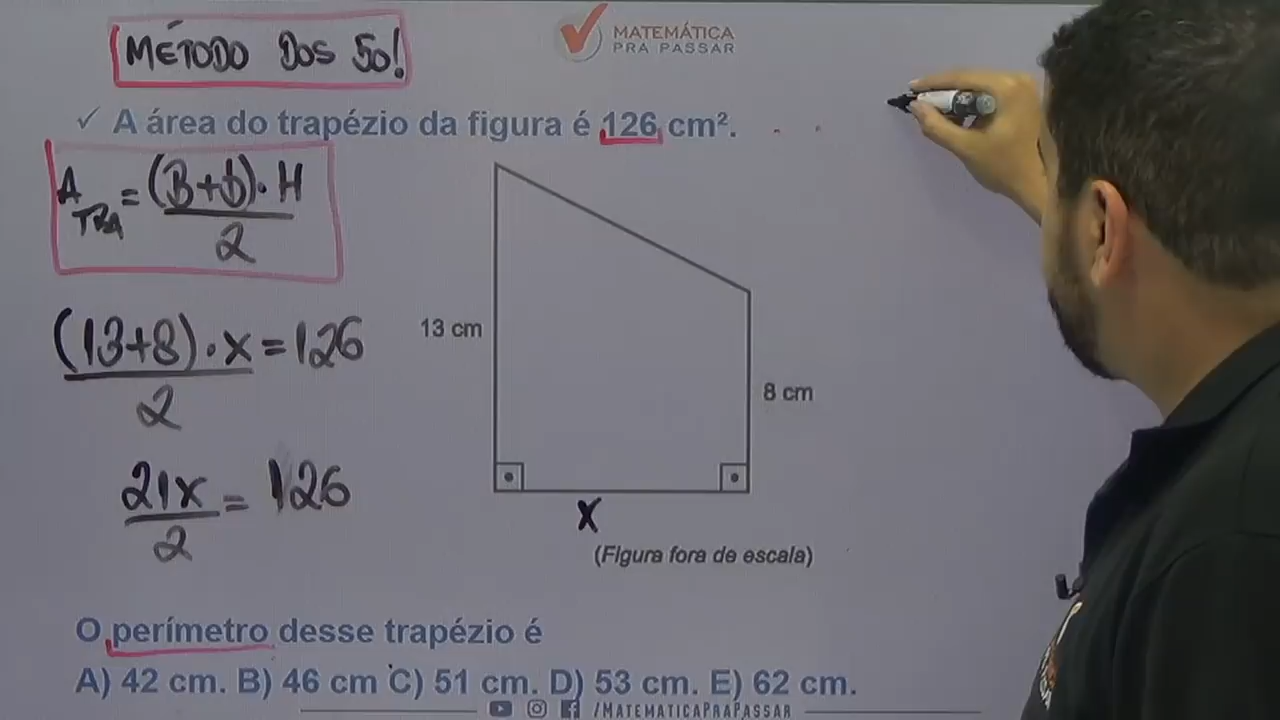 MÉTODO DOS 50!
MATEMÁTICA
PRA PASSAR
✓ A área do trapézio da figura é 126 cm².
A TRA = (B+b).H
2
(13+8).x=126
2
21x = 126
2
13 cm
8 cm
x
(Figura fora de escala)
O perímetro desse trapézio é
A) 42 cm. B) 46 cm C) 51 cm. D) 53 cm. E) 62 cm.
/MATEMATICAPRAPASSAR